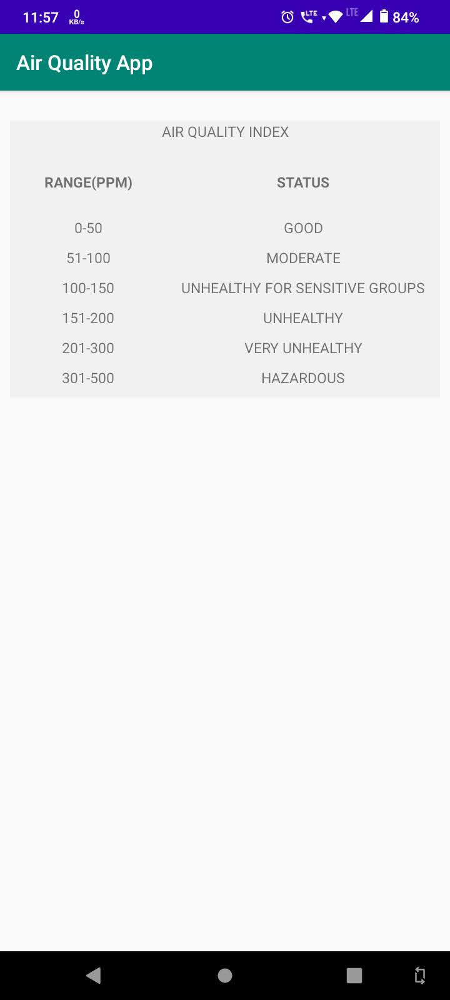 11:57 0 KB/s LTE LTE 84%
Air Quality App
AIR QUALITY INDEX
RANGE(PPM) STATUS
0-50 GOOD
51-100 MODERATE
100-150 UNHEALTHY FOR SENSITIVE GROUPS
151-200 UNHEALTHY
201-300 VERY UNHEALTHY
301-500 HAZARDOUS